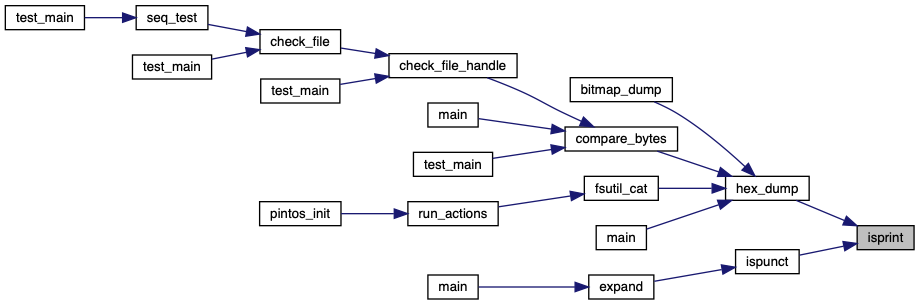 test_main
seq_test
check_file
test_main
check_file_handle
test_main
bitmap_dump
main
compare_bytes
test_main
fsutil_cat
hex_dump
pintos_init
run_actions
main
isprint
ispunct
main
expand